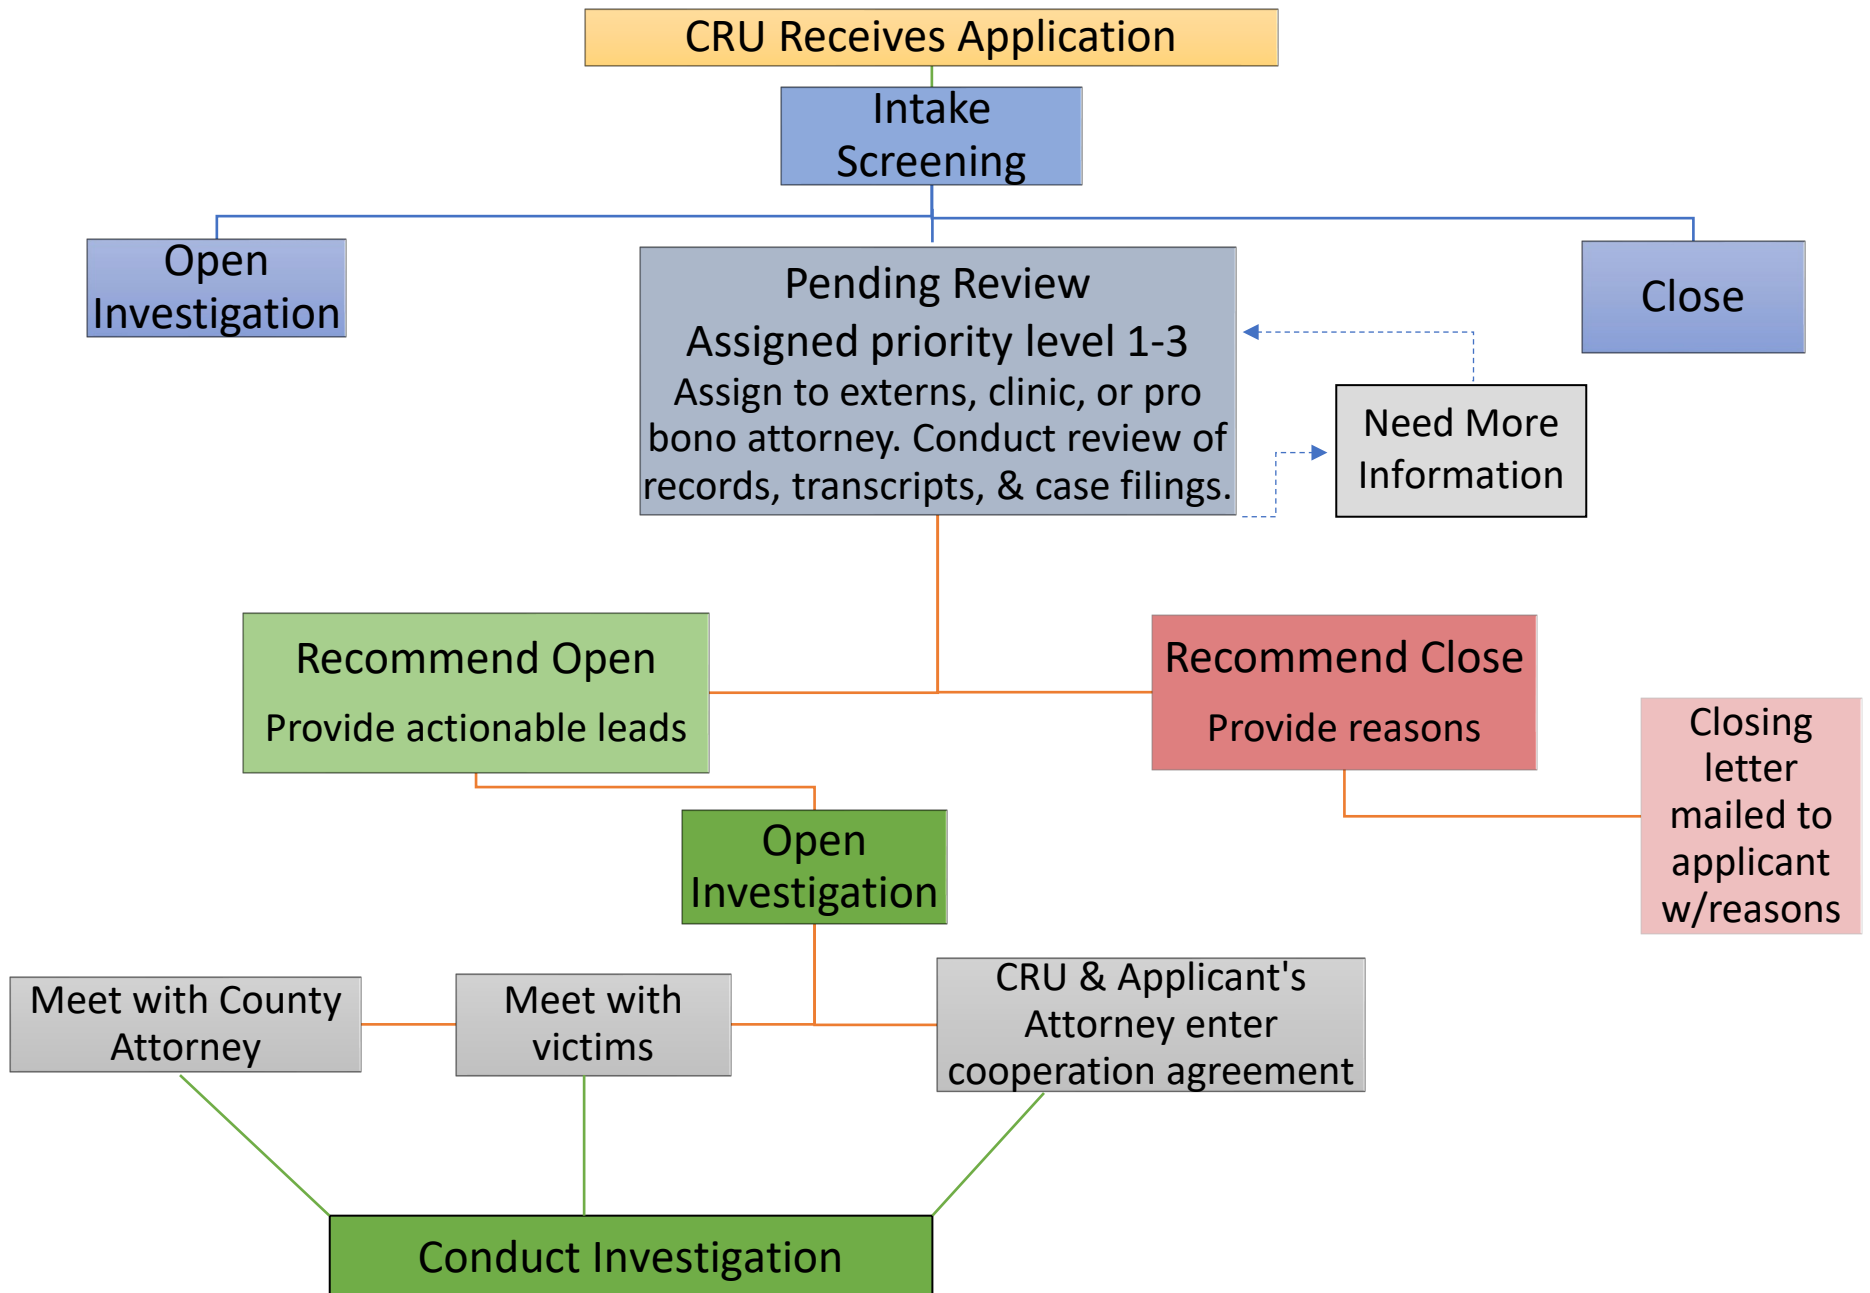 CRU Receives Application
Intake
Screening
Open
Investigation
Pending Review
Assigned priority level 1-3
Assign to externs, clinic, or pro
bono attorney. Conduct review of
records, transcripts, & case filings.
Close
Need More
Information
Recommend Open
Provide actionable leads
Recommend Close
Provide reasons
Closing
letter
mailed to
applicant
w/reasons
Open
Investigation
Meet with County
Attorney
Meet with
victims
CRU & Applicant's
Attorney enter
cooperation agreement
Conduct Investigation